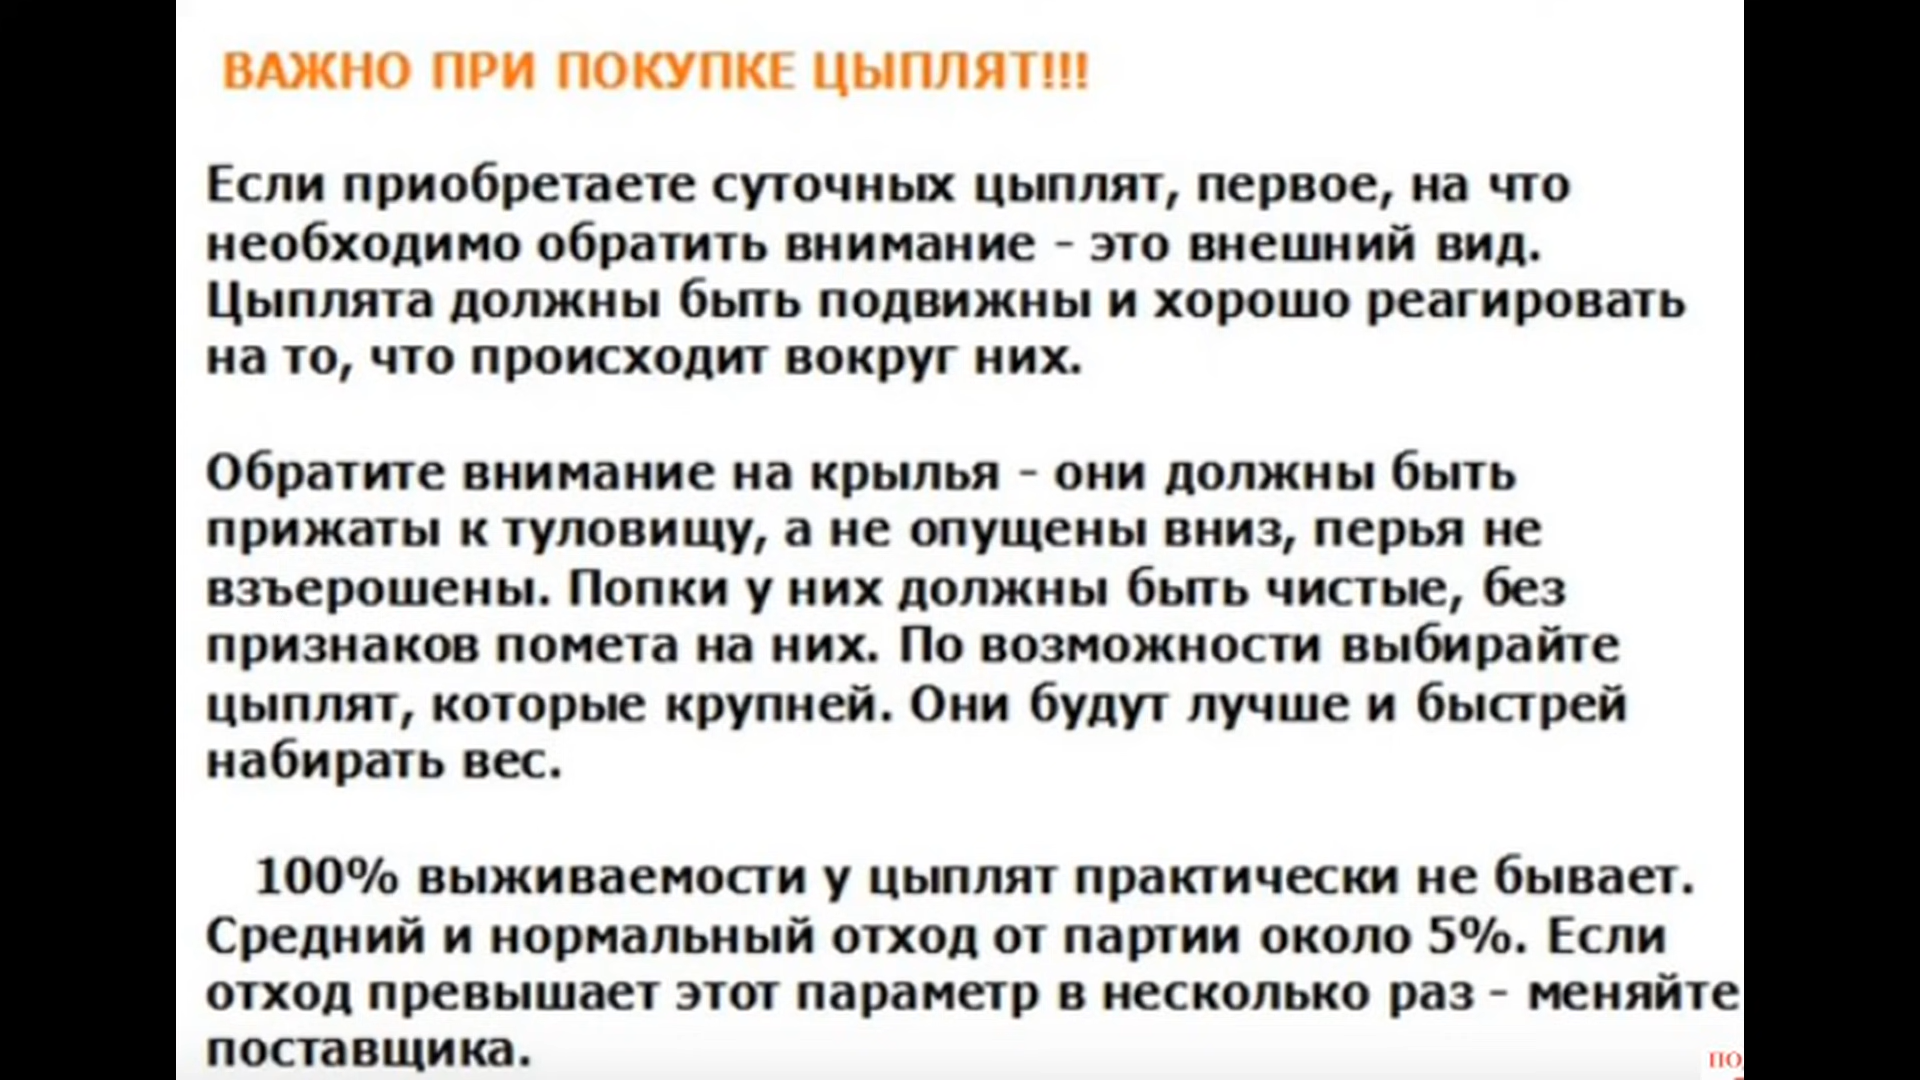 ВАЖНО ПРИ ПОКУПКЕ ЦЫПЛЯТ!!!
Если приобретаете суточных цыплят, первое, на что
необходимо обратить внимание - это внешний вид.
Цыплята должны быть подвижны и хорошо реагировать
на то, что происходит вокруг них.
Обратите внимание на крылья - они должны быть
прижаты к туловищу, а не опущены вниз, перья не
взъерошены. Попки у них должны быть чистые, без
признаков помета на них. По возможности выбирайте
цыплят, которые крупней. Они будут лучше и быстрей
набирать вес.
100% выживаемости у цыплят практически не бывает.
Средний и нормальный отход от партии около 5%. Если
отход превышает этот параметр в несколько раз - меняйте
поставщика.